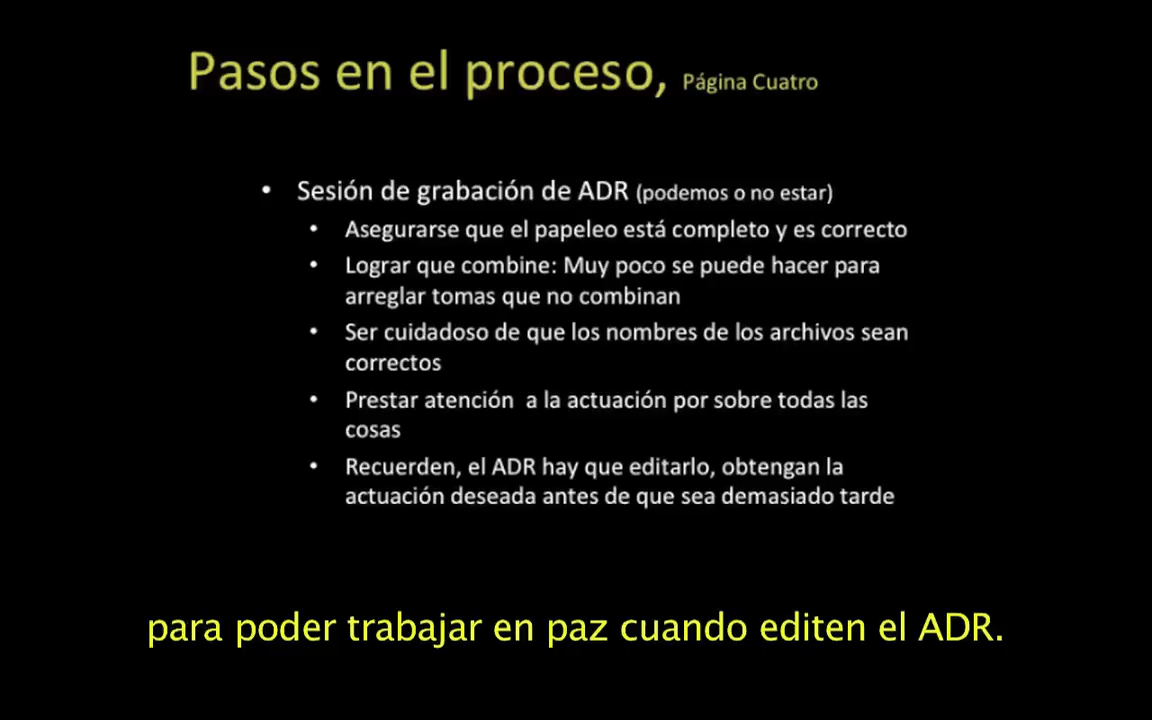 Pasos en el proceso, Página Cuatro
• Sesión de grabación de ADR (podemos o no estar)
• Asegurarse que el papeleo está completo y es correcto
• Lograr que combine: Muy poco se puede hacer para
arreglar tomas que no combinan
• Ser cuidadoso de que los nombres de los archivos sean
correctos
• Prestar atención a la actuación por sobre todas las
cosas
• Recuerden, el ADR hay que editarlo, obtengan la
actuación deseada antes de que sea demasiado tarde
para poder trabajar en paz cuando editen el ADR.